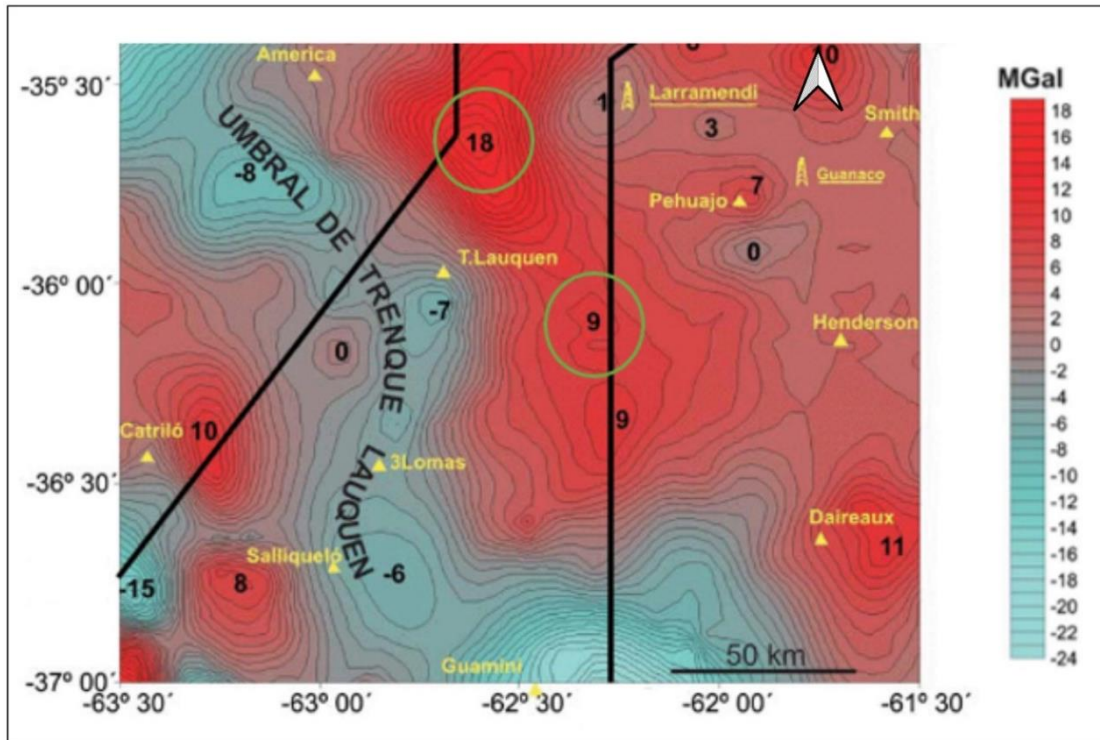 America
-35º 30´
UMBRAL DE TRENQUE LAUQUEN
-8
18
1
Larramendi
3
10
Smith
Guanaco
7
Pehuajo
0
T.Lauquen
-36º 00´
-7
9
Henderson
0
9
Catriló
10
3Lomas
-36º 30´
Daireaux
11
Salliqueló
-15
8
-6
Guamini
50 km
-37º 00´
-63º 30´
-63º 00´
-62º 30´
-62º 00´
-61º 30´
MGal
18
16
14
12
10
8
6
4
2
0
-2
-4
-6
-8
-10
-12
-14
-16
-18
-20
-22
-24